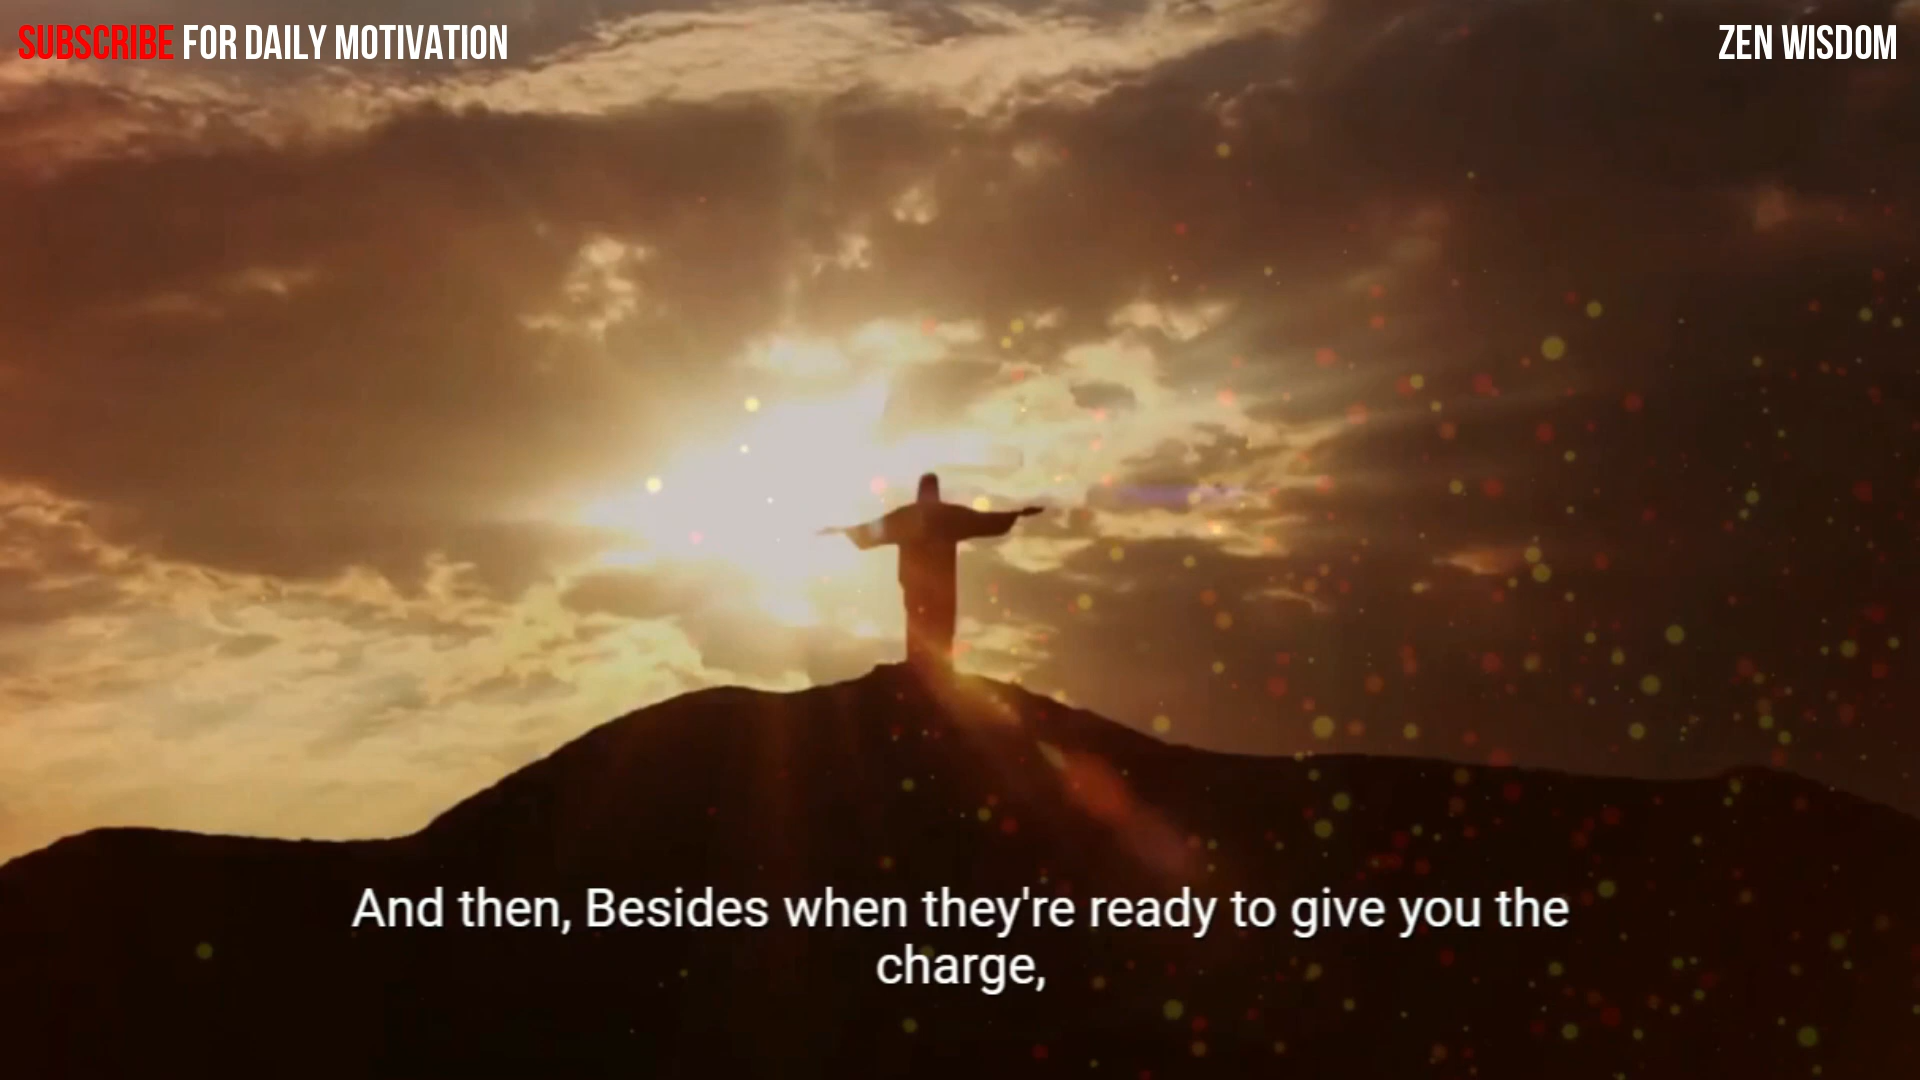 SUBSCRIBE FOR DAILY MOTIVATION
ZEN WISDOM
And then, Besides when they're ready to give you the
charge,